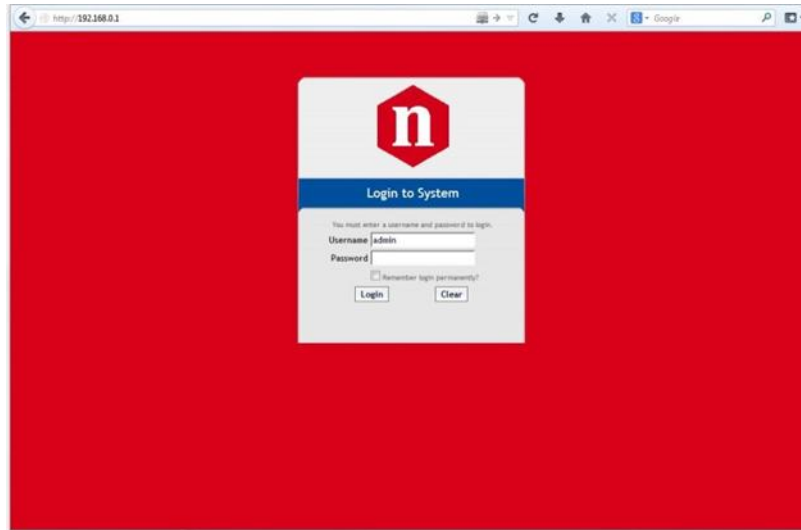 http://192.168.0.1
Google
n
Login to System
You must enter a username and password to login.
Username admin
Password
Remember login permanently?
Login Clear